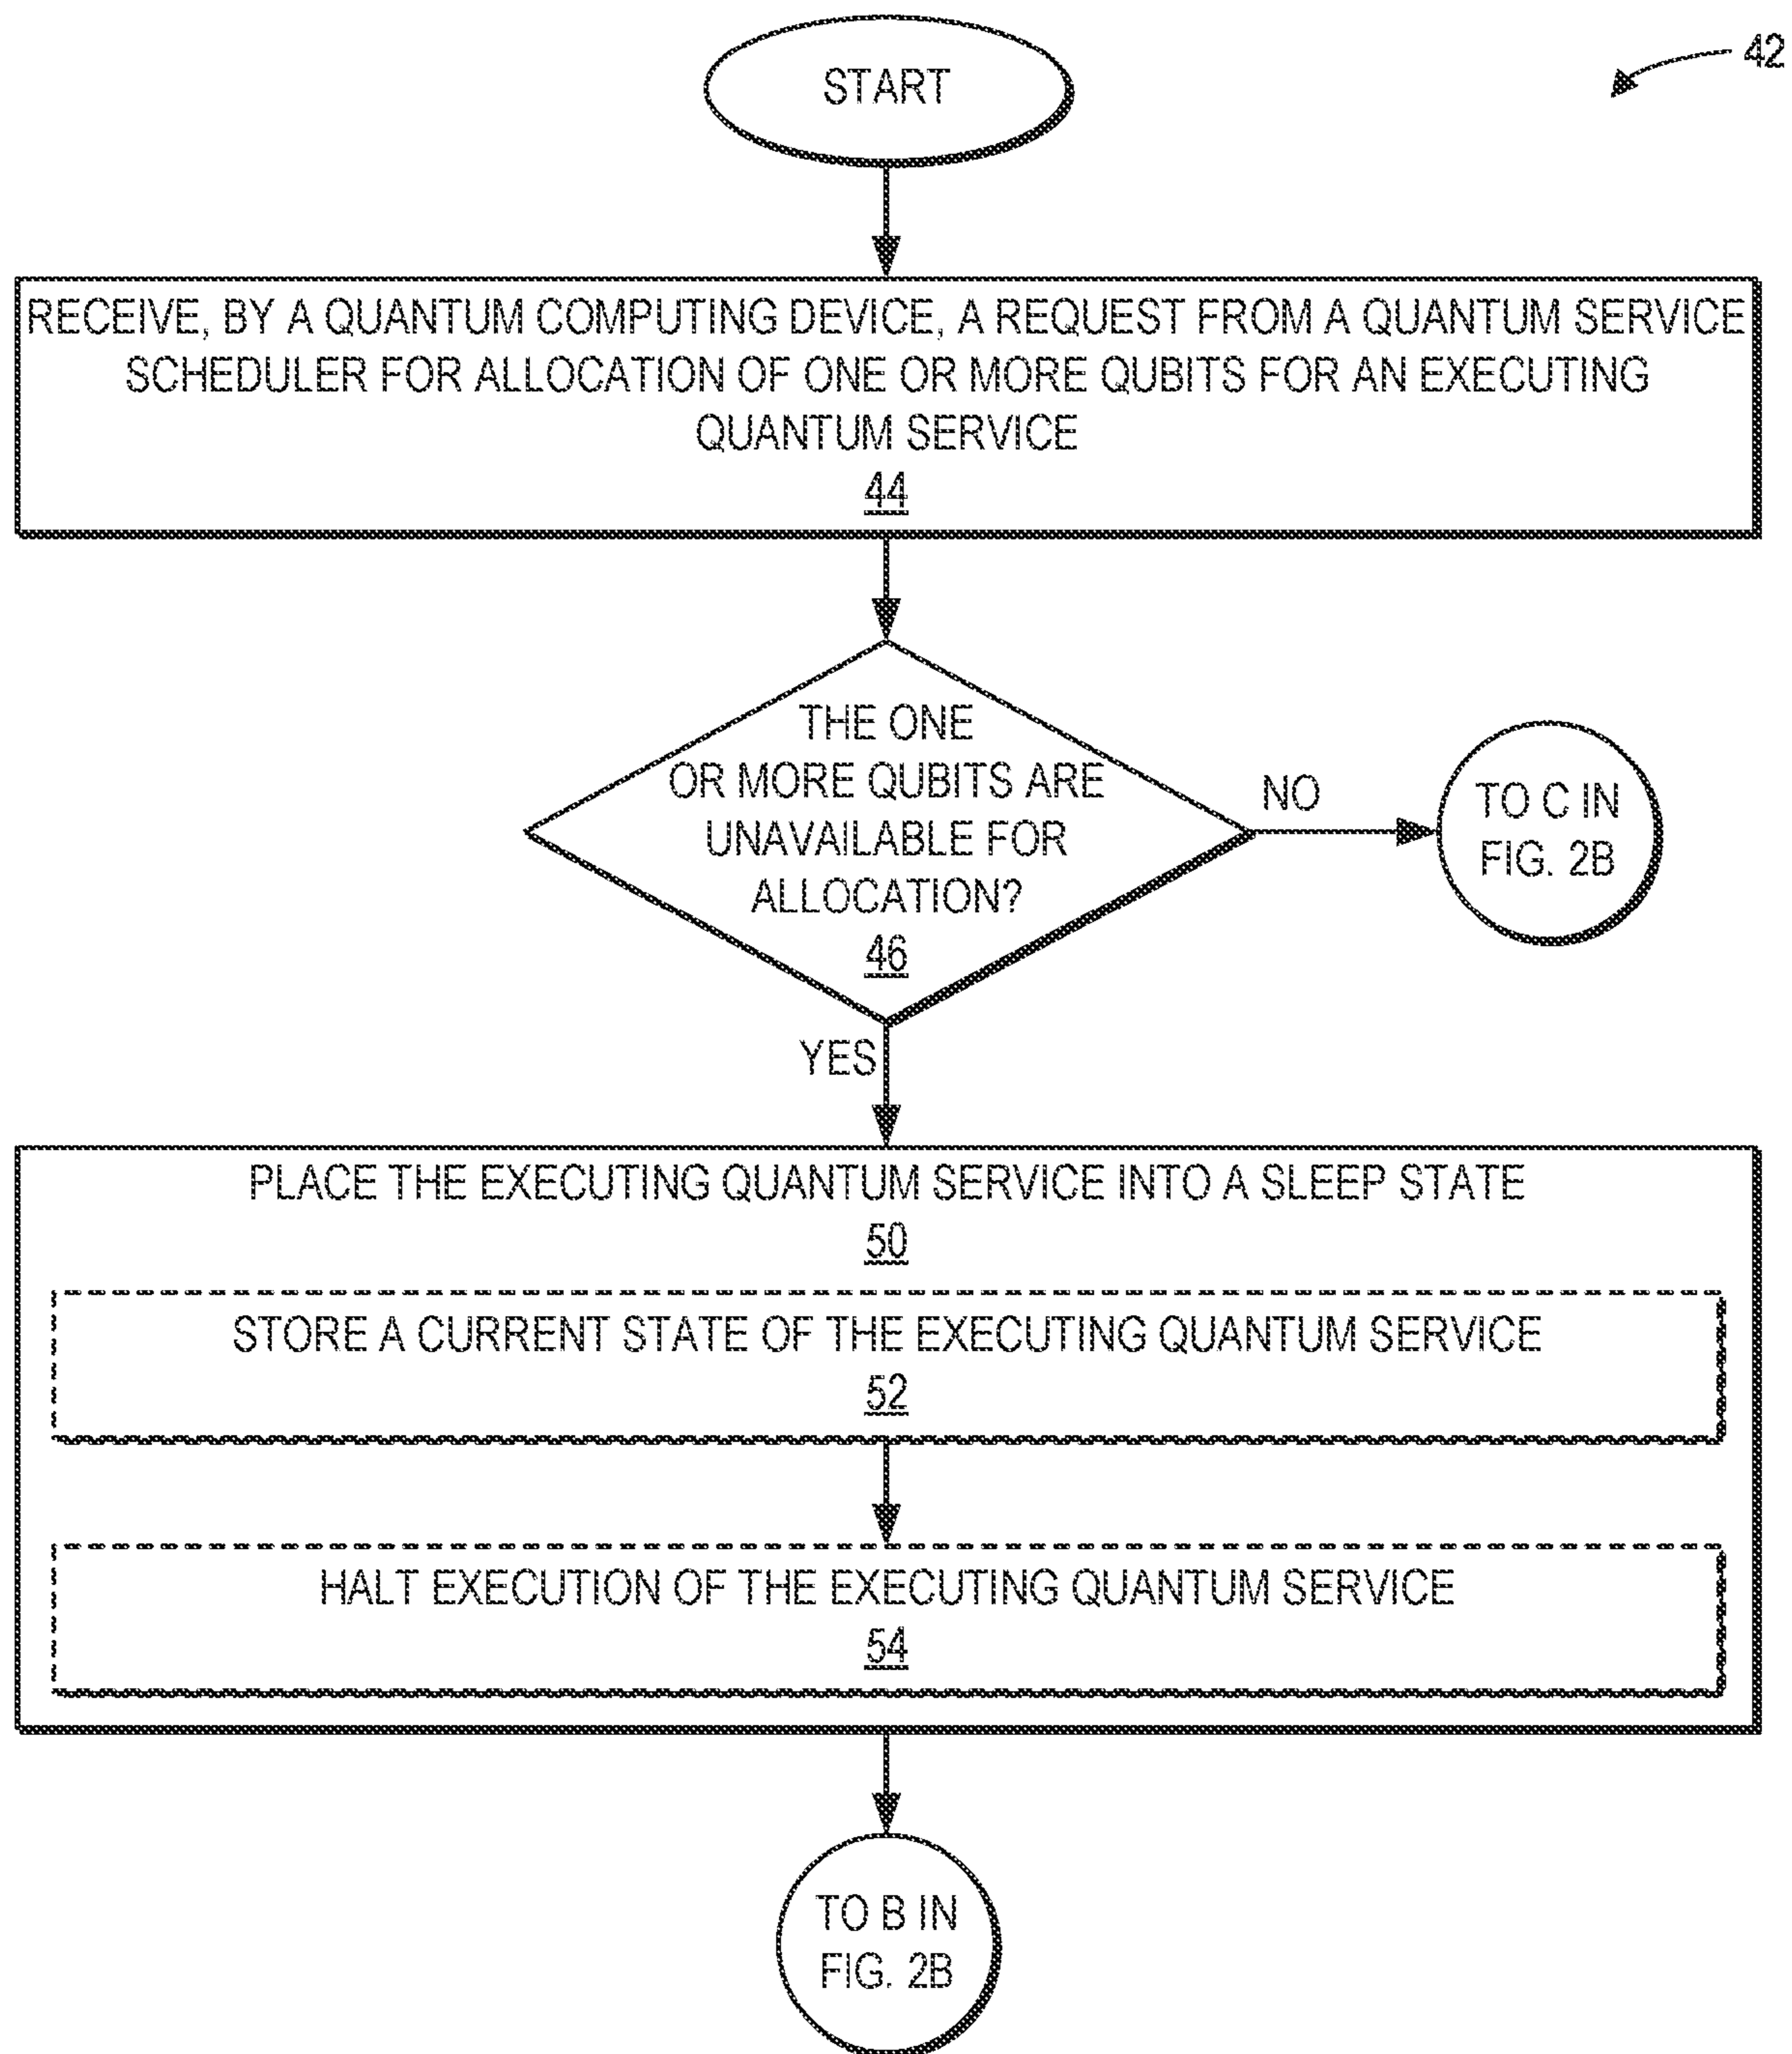 START
42
RECEIVE, BY A QUANTUM COMPUTING DEVICE, A REQUEST FROM A QUANTUM SERVICE
SCHEDULER FOR ALLOCATION OF ONE OR MORE QUBITS FOR AN EXECUTING
QUANTUM SERVICE
44
THE ONE
OR MORE QUBITS ARE
UNAVAILABLE FOR
ALLOCATION?
46
NO
TO C IN
FIG. 2B
YES
PLACE THE EXECUTING QUANTUM SERVICE INTO A SLEEP STATE
50
STORE A CURRENT STATE OF THE EXECUTING QUANTUM SERVICE
52
HALT EXECUTION OF THE EXECUTING QUANTUM SERVICE
54
TO B IN
FIG. 2B